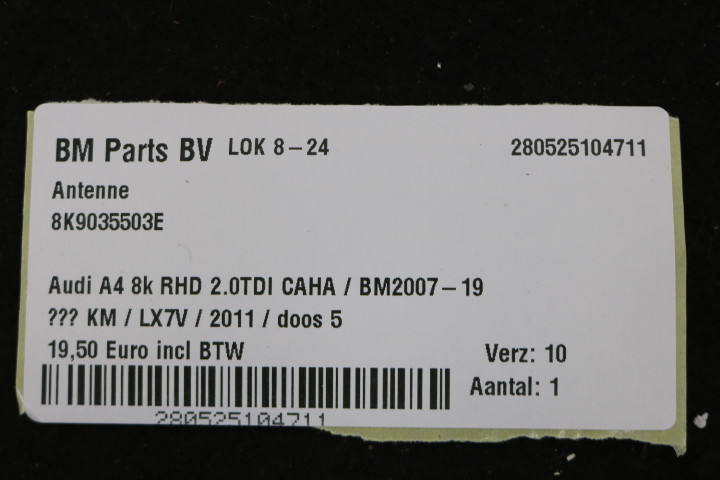 BM Parts BV LOK 8-24 280525104711
Antenne
8K9035503E
Audi A4 8k RHD 2.0TDI CAHA / BM2007-19
??? KM / LX7V / 2011 / doos 5
19,50 Euro incl BTW Verz: 10
Aantal: 1
280525104711